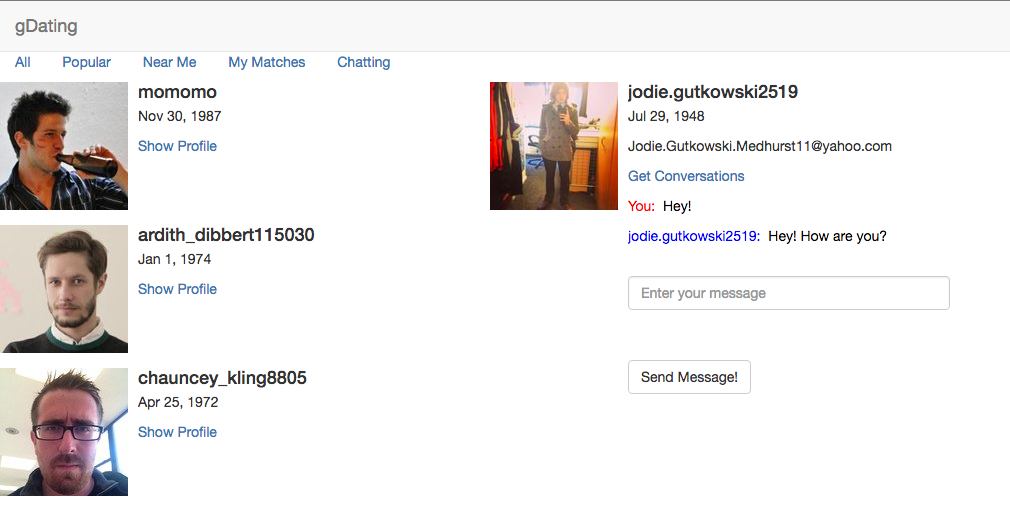 gDating
All Popular Near Me My Matches Chatting
momomo
Nov 30, 1987
Show Profile
ardith_dibbert115030
Jan 1, 1974
Show Profile
chauncey_kling8805
Apr 25, 1972
Show Profile
jodie.gutkowski2519
Jul 29, 1948
Jodie.Gutkowski.Medhurst11@yahoo.com
Get Conversations
You: Hey!
jodie.gutkowski2519: Hey! How are you?
Enter your message
Send Message!